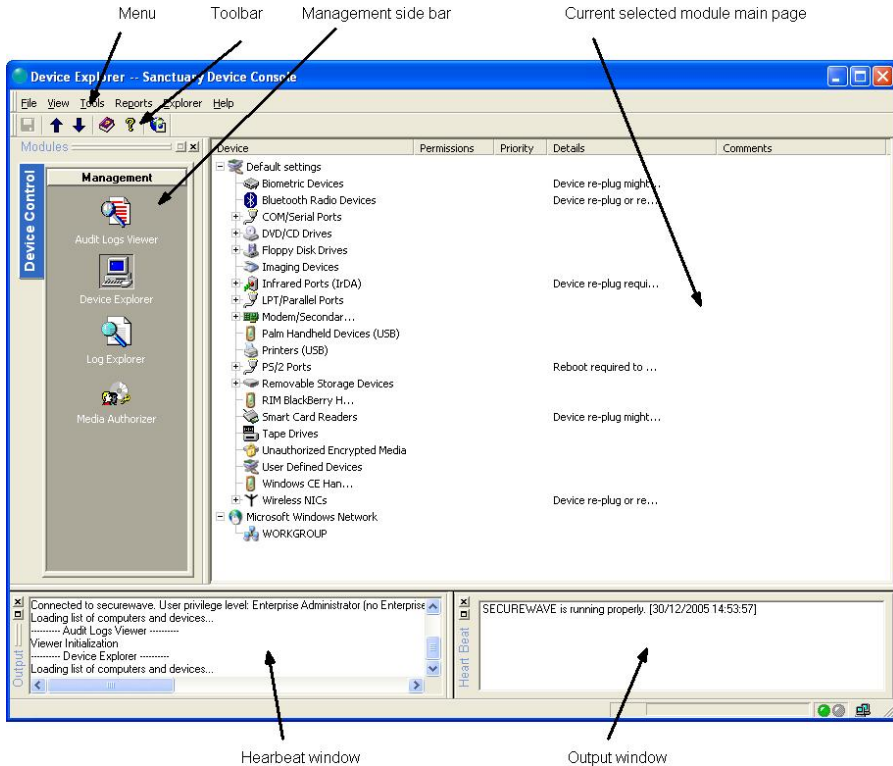 Menu
Toolbar
Management side bar
Current selected module main page
Device Explorer -- Sanctuary Device Console
File View Tools Reports Explorer Help
Modules
Device Control
Management
Audit Logs Viewer
Device Explorer
Log Explorer
Media Authorizer
Device Permissions Priority Details Comments
Default settings
Biometric Devices Device re-plug might...
Bluetooth Radio Devices Device re-plug or re...
COM/Serial Ports
DVD/CD Drives
Floppy Disk Drives
Imaging Devices
Infrared Ports (IrDA) Device re-plug requi...
LPT/Parallel Ports
Modem/Secondar...
Palm Handheld Devices (USB)
Printers (USB)
PS/2 Ports Reboot required to ...
Removable Storage Devices
RIM BlackBerry H...
Smart Card Readers Device re-plug might...
Tape Drives
Unauthorized Encrypted Media
User Defined Devices
Windows CE Han...
Wireless NICs Device re-plug or re...
Microsoft Windows Network
WORKGROUP
Output
Connected to securewave. User privilege level: Enterprise Administrator (no Enterprise
Loading list of computers and devices...
---------- Audit Logs Viewer ----------
Viewer Initialization
---------- Device Explorer ----------
Loading list of computers and devices...
Heart Beat
SECUREWAVE is running properly. [30/12/2005 14:53:57]
Hearbeat window
Output window